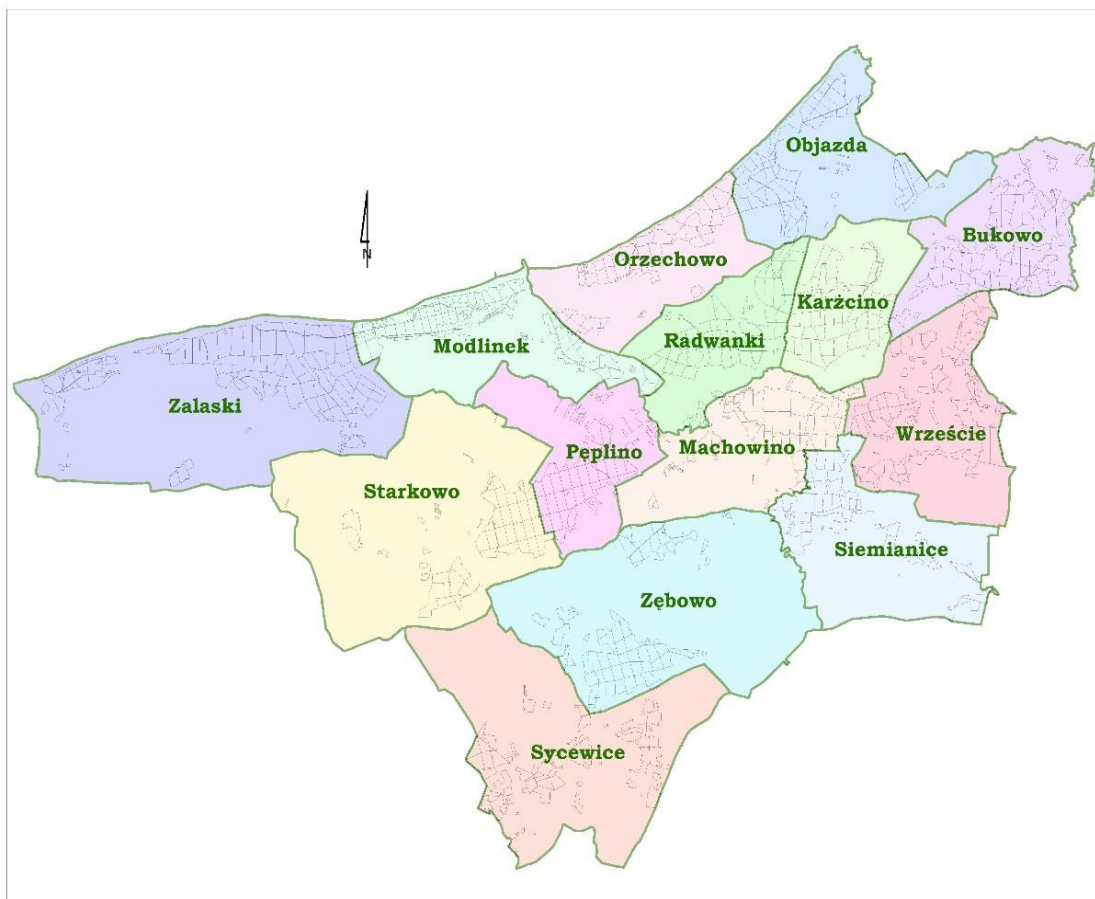 Objazda
Bukowo
N
Orzechowo
Karżcino
Radwanki
Modlinek
Zalaski
Wrzeście
Pęplino
Machowino
Starkowo
Siemianice
Zębowo
Sycewice